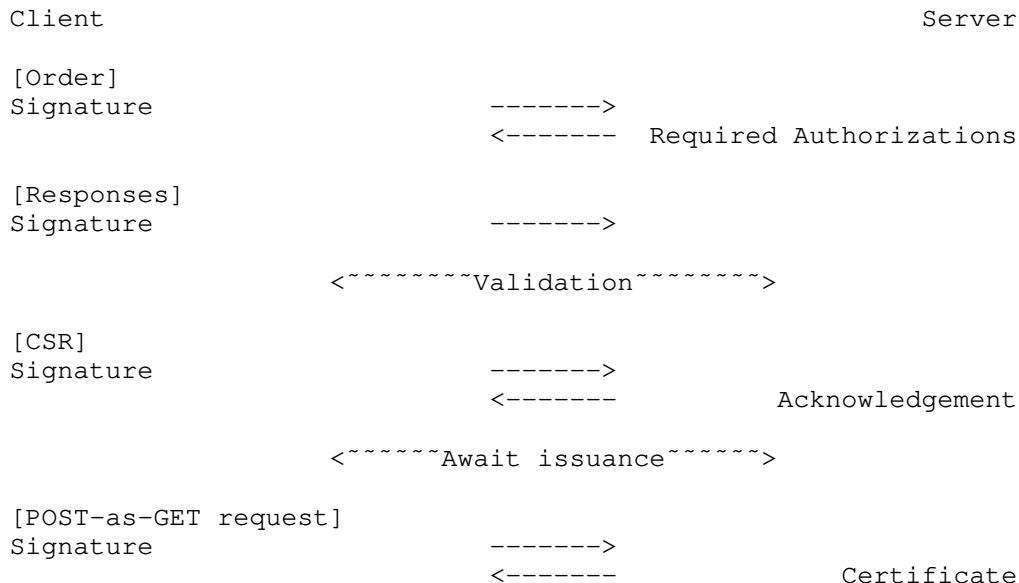 Client                                                   Server

[Order]
Signature                     ------->
                              <-------  Required Authorizations

[Responses]
Signature                     ------->

                    <~~~~~~~~Validation~~~~~~~~>

[CSR]
Signature                     ------->
                              <-------          Acknowledgement

                    <~~~~~~Await issuance~~~~~~>

[POST-as-GET request]
Signature                     ------->
                              <-------              Certificate